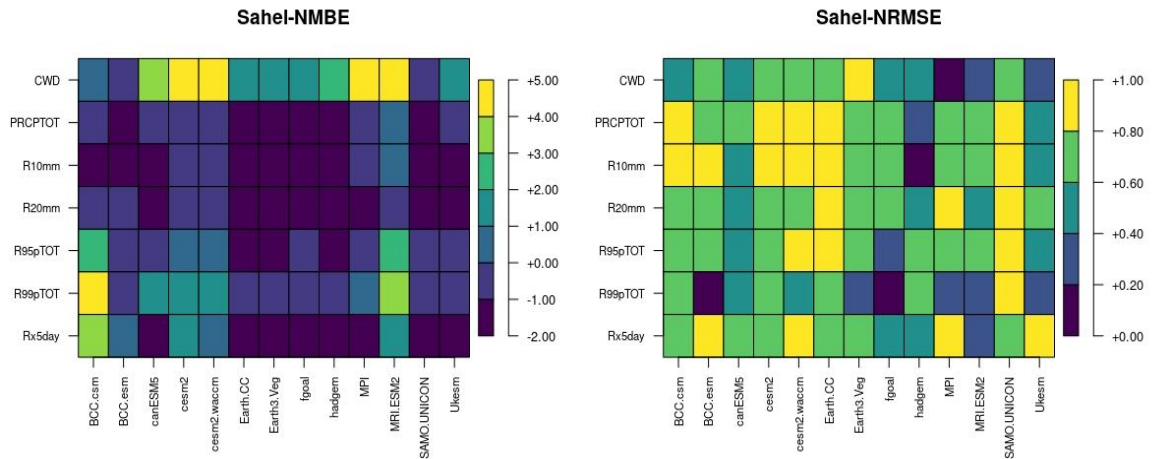 Sahel-NMBE
CWD
PRCPTOT
R10mm
R20mm
R95pTOT
R99pTOT
Rx5day
BCC.csm
BCC.esm
canESM5
cesm2
cesm2.waccm
Earth.CC
Earth3.Veg
fgoal
hadgem
MPI
MRI.ESM2
SAMO.UNICON
Ukesm
+5.00
+4.00
+3.00
+2.00
+1.00
+0.00
-1.00
-2.00
Sahel-NRMSE
CWD
PRCPTOT
R10mm
R20mm
R95pTOT
R99pTOT
Rx5day
BCC.csm
BCC.esm
canESM5
cesm2
cesm2.waccm
Earth.CC
Earth3.Veg
fgoal
hadgem
MPI
MRI.ESM2
SAMO.UNICON
Ukesm
+1.00
+0.80
+0.60
+0.40
+0.20
+0.00